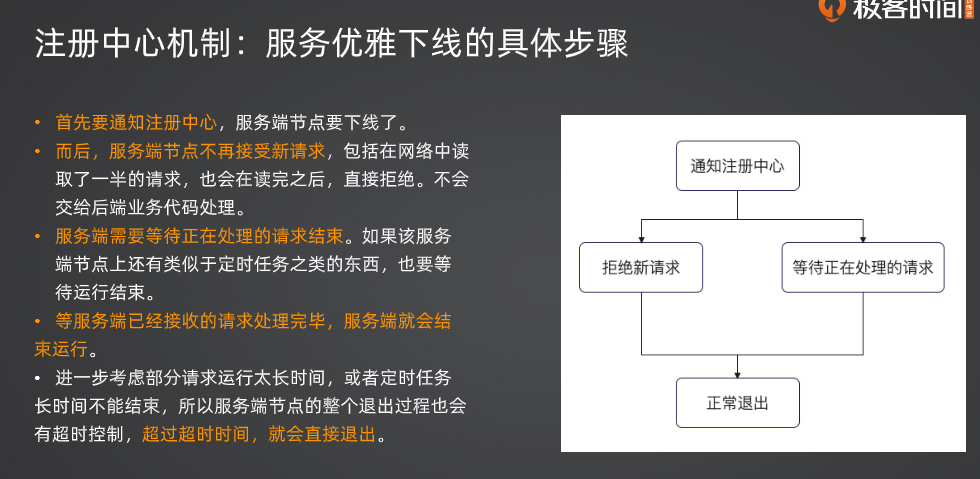 极客时间
注册中心机制：服务优雅下线的具体步骤
• 首先要通知注册中心，服务端节点要下线了。
• 而后，服务端节点不再接受新请求，包括在网络中读
取了一半的请求，也会在读完之后，直接拒绝。不会
交给后端业务代码处理。
• 服务端需要等待正在处理的请求结束。如果该服务
端节点上还有类似于定时任务之类的东西，也要等
待运行结束。
• 等服务端已经接收的请求处理完毕，服务端就会结
束运行。
• 进一步考虑部分请求运行太长时间，或者定时任务
长时间不能结束，所以服务端节点的整个退出过程也会
有超时控制，超过超时时间，就会直接退出。
通知注册中心
拒绝新请求
等待正在处理的请求
正常退出